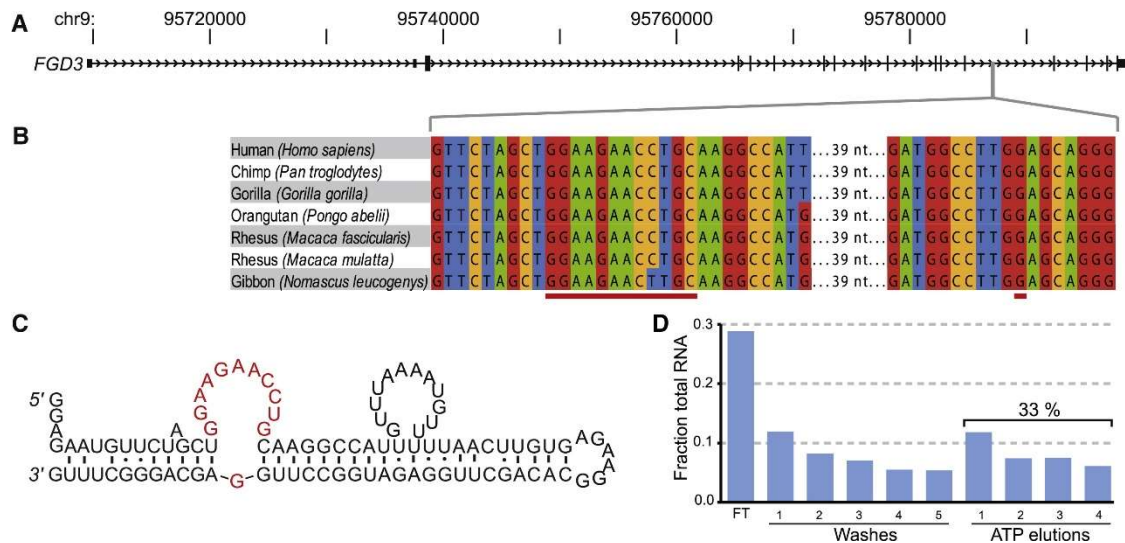 A
chr9: 95720000 95740000 95760000 95780000
FGD3
B
Human (Homo sapiens) GTTCTAGCTGGAAGAACCTGCAAGGCCATT...39 nt...GATGGCCTTGGAGCAGGG
Chimp (Pan troglodytes) GTTCTAGCTGGAAGAACCTGCAAGGCCATT...39 nt...GATGGCCTTGGAGCAGGG
Gorilla (Gorilla gorilla) GTTCTAGCTGGAAGAACCTGCAAGGCCATT...39 nt...GATGGCCTTGGAGCAGGG
Orangutan (Pongo abelii) GTTCTAGCTGGAAGAACCTGCAAGGCCATG...39 nt...GATGGCCTTGGAGCAGGG
Rhesus (Macaca fascicularis) GTTCTAGCTGGAAGAACCTGCAAGGCCATG...39 nt...GATGGCCTTGGAGCAGGG
Rhesus (Macaca mulatta) GTTCTAGCTGGAAGAACCTGCAAGGCCATG...39 nt...GATGGCCTTGGAGCAGGG
Gibbon (Nomascus leucogenys) GTTCTAGCTGGAAGAACTTGCAAGGCCATG...39 nt...GATGGCCTTGGAGCAGGG
C
5'
GGAGAAUGUUCUAGCU
GGAAGAACCUG
3' GUUUCGGGACGA G
D
Fraction total RNA
0.3
0.2
0.1
0.0
33 %
FT 1 2 3 4 5 1 2 3 4
Washes ATP elutions